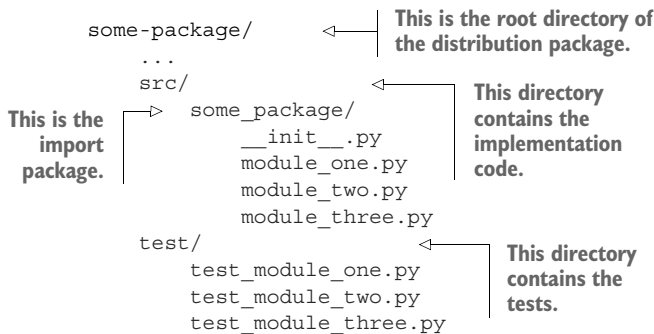 some-package/
This is the root directory of
the distribution package.
...
src/
This directory
contains the
implementation
code.
This is the
import
package.
some_package/
__init__.py
module_one.py
module_two.py
module_three.py
test/
This directory
contains the
tests.
test_module_one.py
test_module_two.py
test_module_three.py